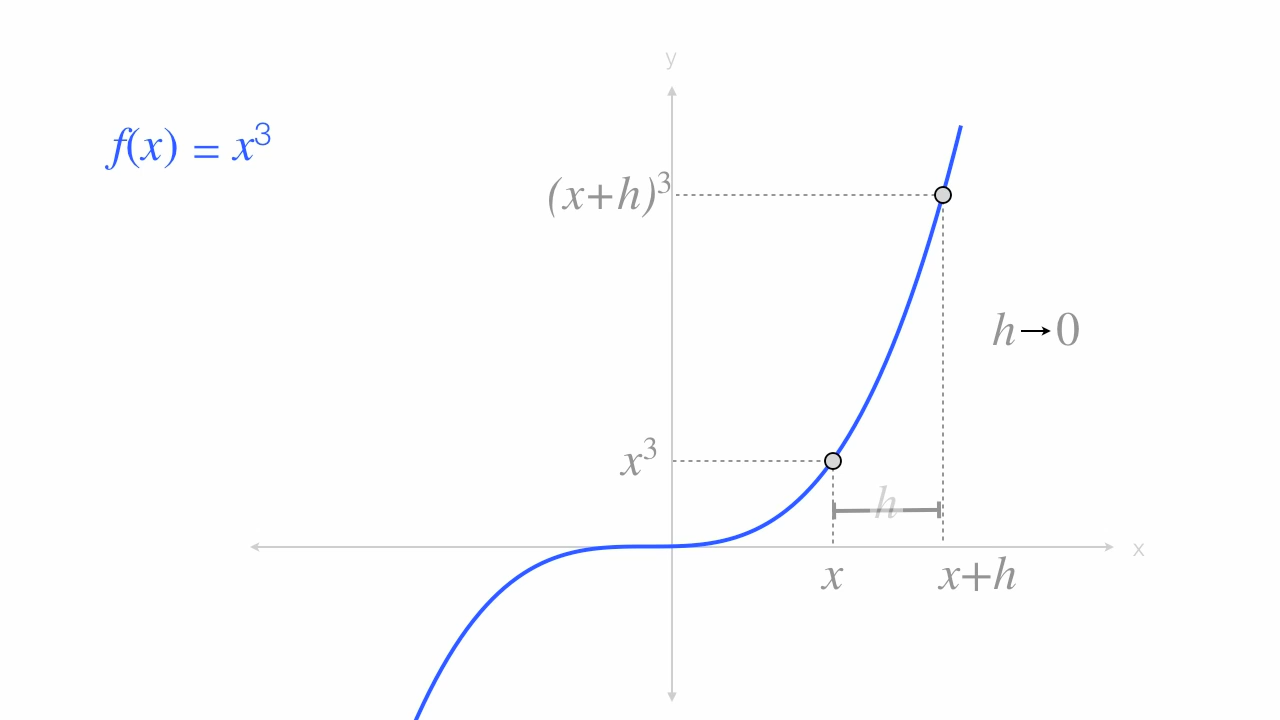 y
f(x) = x³
(x+h)³
h→0
x³
h
x
x
x+h